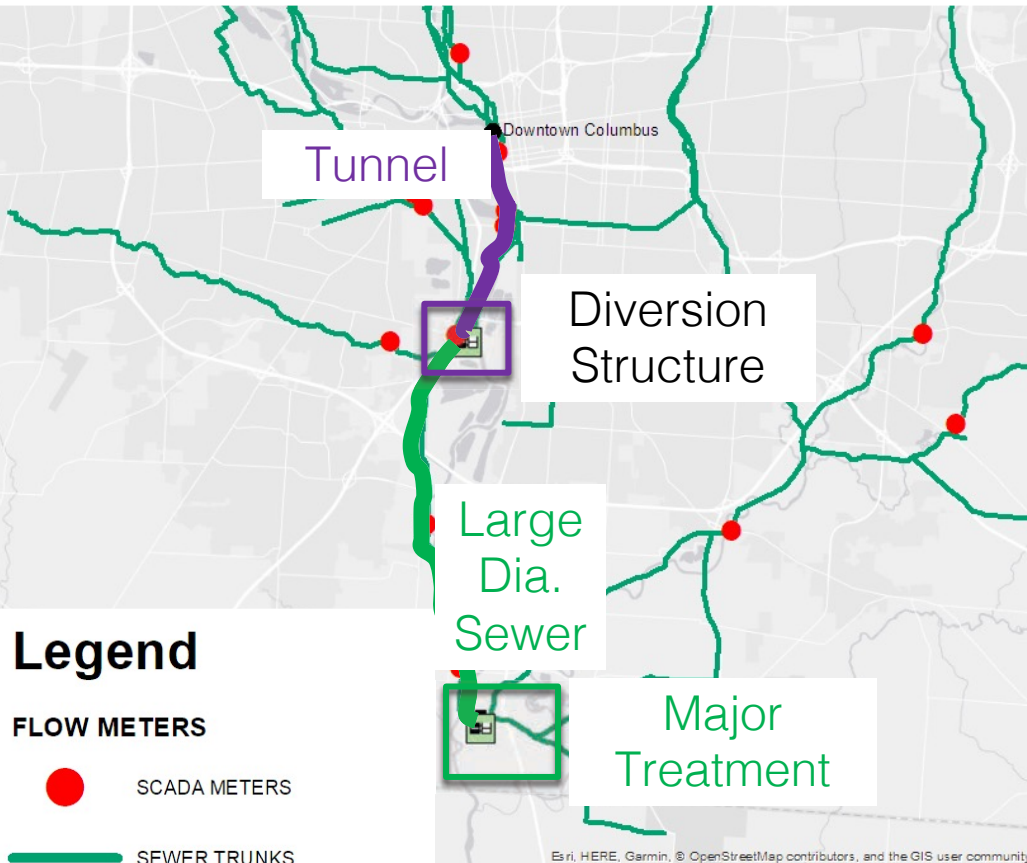 Downtown Columbus
Tunnel
Diversion
Structure
Large
Dia.
Sewer
Major
Treatment
Legend
FLOW METERS
SCADA METERS
SEWER TRUNKS
Esri, HERE, Garmin, © OpenStreetMap contributors, and the GIS user community